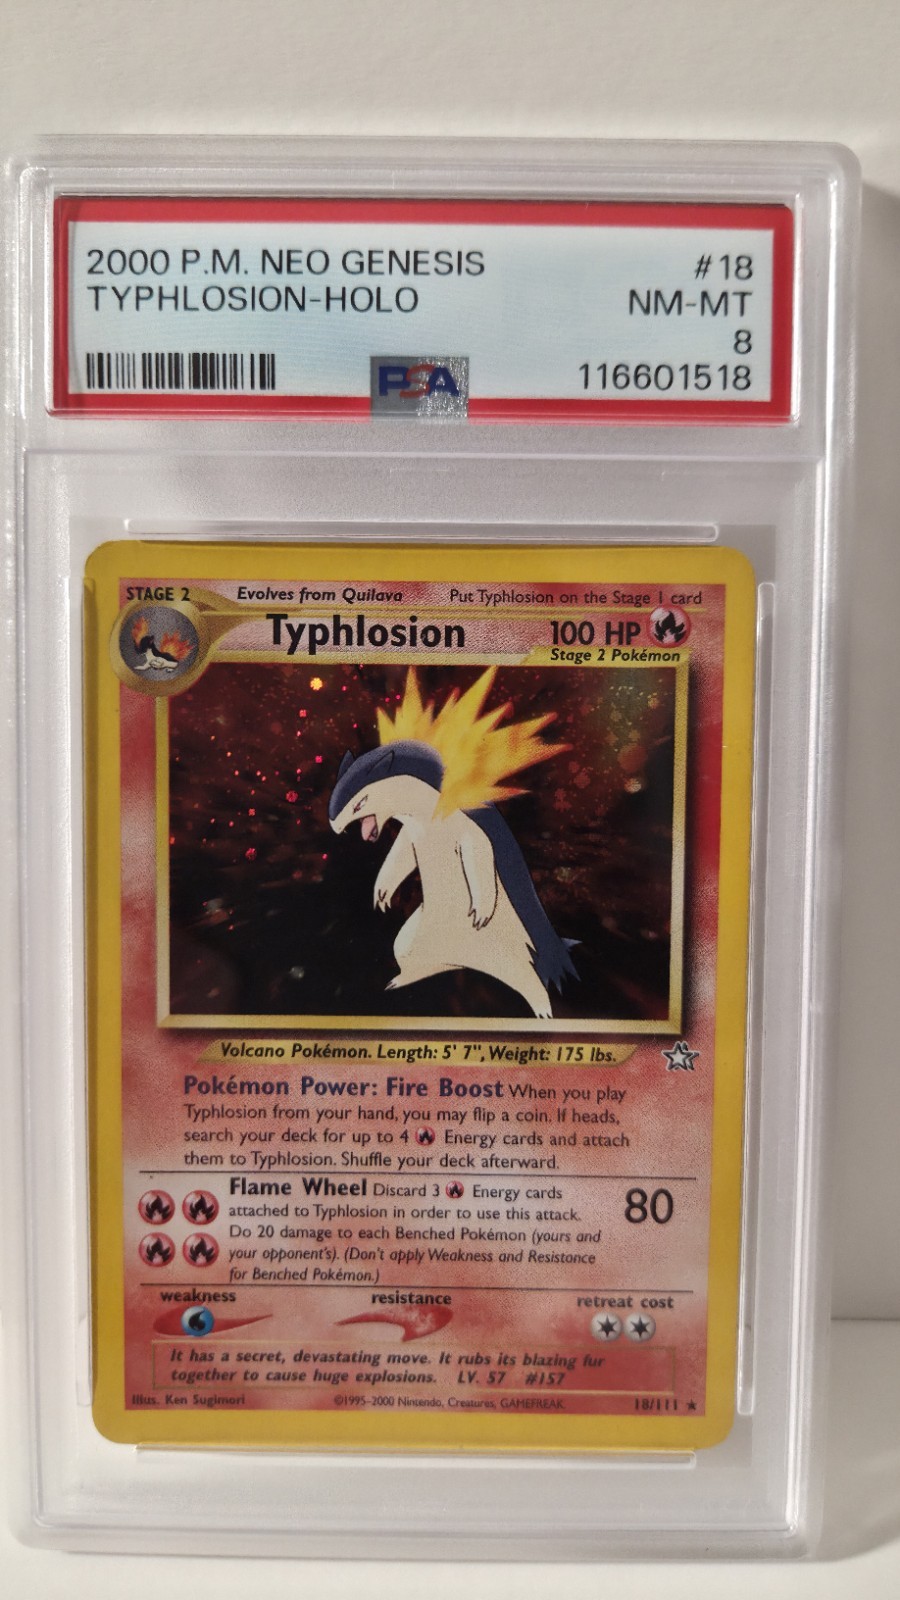 2000 P.M. NEO GENESIS #18
TYPHLOSION-HOLO NM-MT
8
PSA 116601518
STAGE 2 Evolves from Quilava Put Typhlosion on the Stage 1 card
Typhlosion 100 HP
Stage 2 Pokémon
Volcano Pokémon. Length: 5' 7", Weight: 175 lbs.
Pokémon Power: Fire Boost When you play
Typhlosion from your hand, you may flip a coin. If heads,
search your deck for up to 4 Energy cards and attach
them to Typhlosion. Shuffle your deck afterward.
Flame Wheel Discard 3 Energy cards
attached to Typhlosion in order to use this attack. 80
Do 20 damage to each Benched Pokémon (yours and
your opponent's). (Don't apply Weakness and Resistance
for Benched Pokémon.)
weakness resistance retreat cost
It has a secret, devastating move. It rubs its blazing fur
together to cause huge explosions. LV. 57 #157
Illus. Ken Sugimori ©1995-2000 Nintendo, Creatures, GAMEFREAK. 18/111 ★